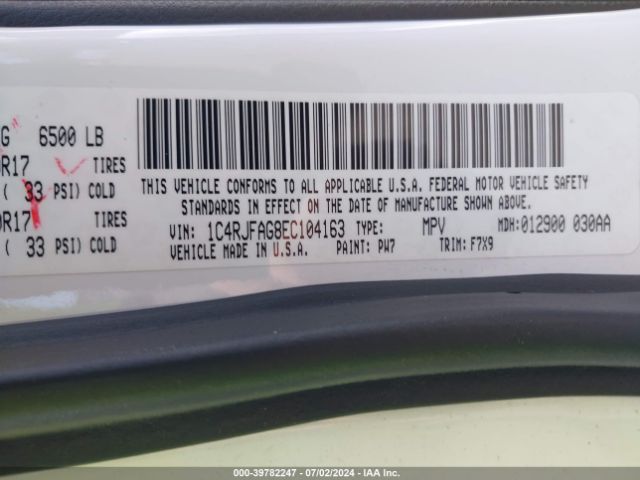 G 6500 LB
0R17 TIRES
( 33 PSI) COLD
0R17 TIRES
( 33 PSI) COLD
THIS VEHICLE CONFORMS TO ALL APPLICABLE U.S.A. FEDERAL MOTOR VEHICLE SAFETY
STANDARDS IN EFFECT ON THE DATE OF MANUFACTURE SHOWN ABOVE.
VIN: 1C4RJFAG8EC104163 TYPE: MPV MDH:012900 030AA
VEHICLE MADE IN U.S.A. PAINT: PW7 TRIM: F7X9
000-39782247 - 07/02/2024 - IAA Inc.